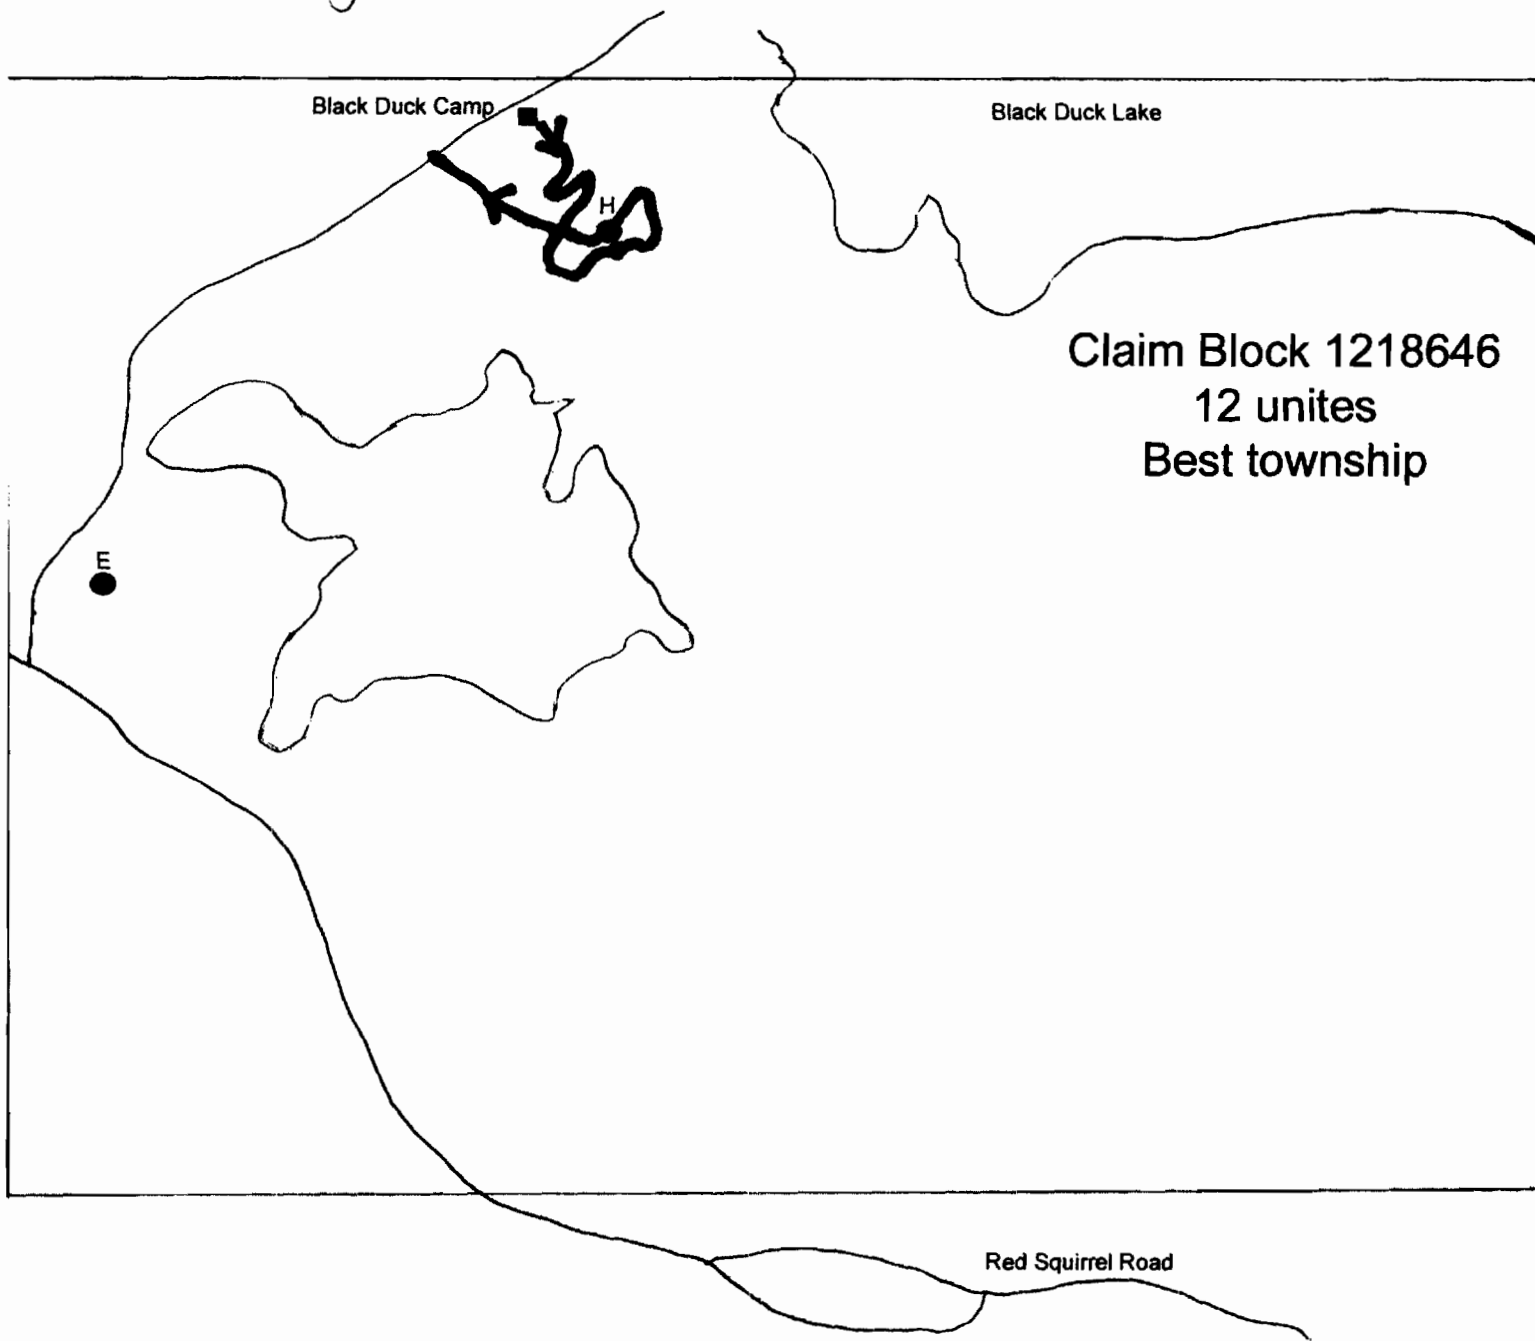 Black Duck Camp
Black Duck Lake
H
Claim Block 1218646
12 unites
Best township
E
Red Squirrel Road